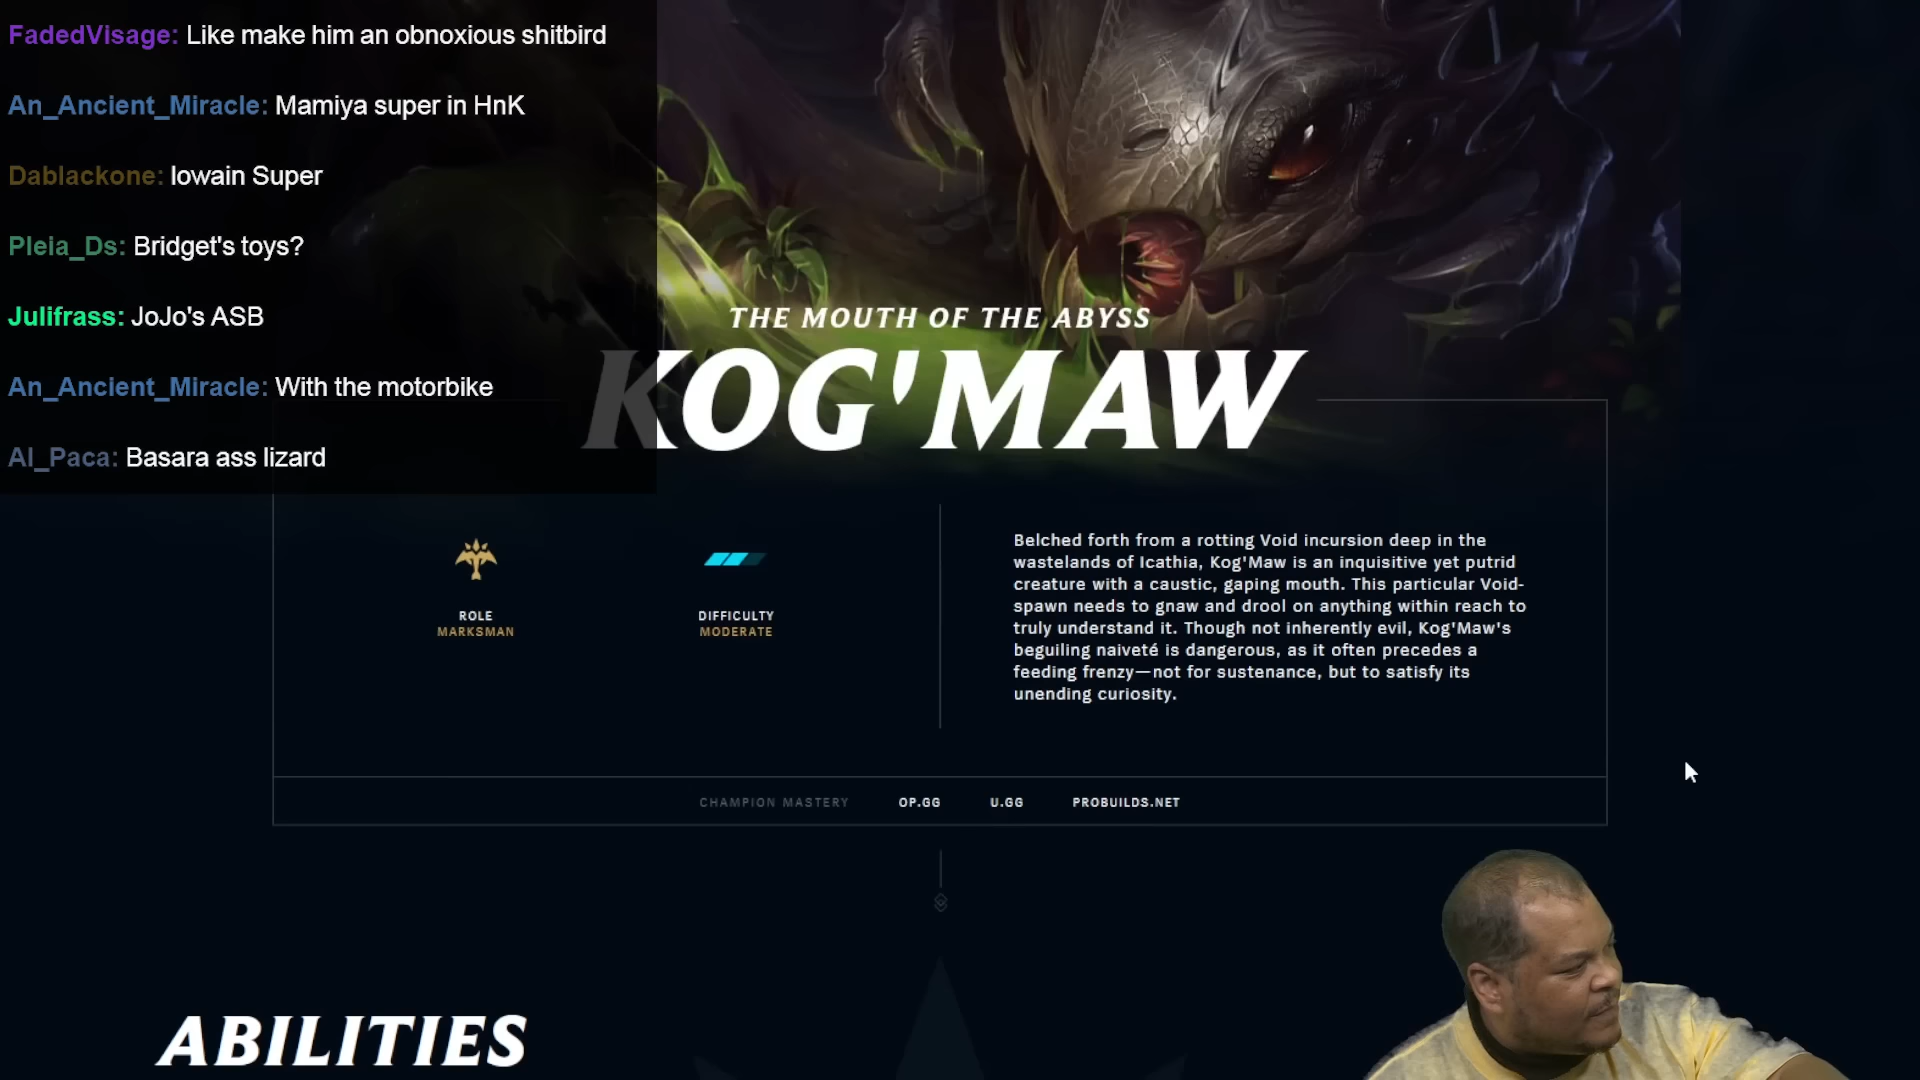 FadedVisage: Like make him an obnoxious shitbird
An_Ancient_Miracle: Mamiya super in HnK
Dablackone: lowain Super
Pleia_Ds: Bridget's toys?
Julifrass: JoJo's ASB
An_Ancient_Miracle: With the motorbike
Al_Paca: Basara ass lizard
THE MOUTH OF THE ABYSS
KOG'MAW
ROLE
MARKSMAN
DIFFICULTY
MODERATE
Belched forth from a rotting Void incursion deep in the
wastelands of Icathia, Kog'Maw is an inquisitive yet putrid
creature with a caustic, gaping mouth. This particular Void-
spawn needs to gnaw and drool on anything within reach to
truly understand it. Though not inherently evil, Kog'Maw's
beguiling naiveté is dangerous, as it often precedes a
feeding frenzy—not for sustenance, but to satisfy its
unending curiosity.
CHAMPION MASTERY
OP.GG
U.GG
PROBUILDS.NET
ABILITIES